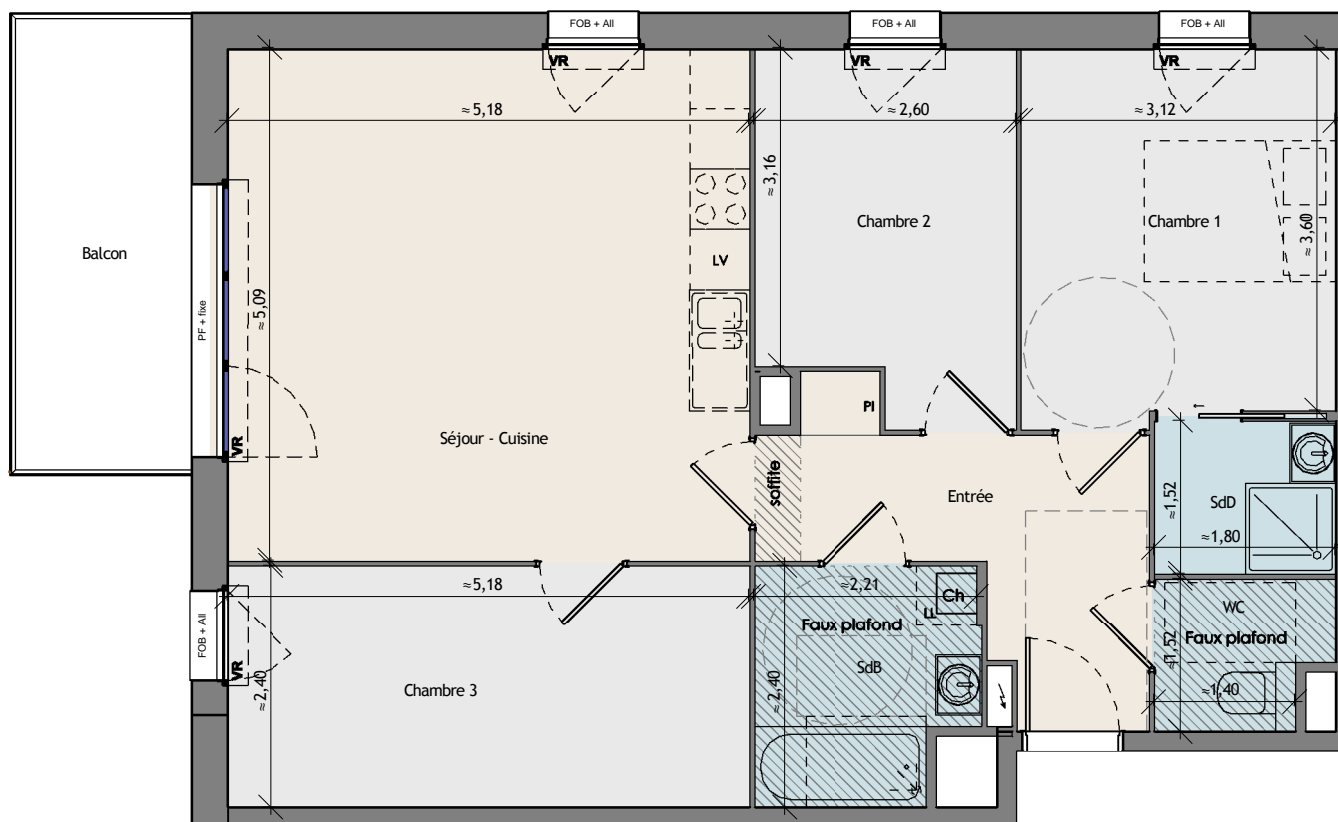 FOB + All
FOB + All
FOB + All
VR
VR
VR
≈5,18
≈2,60
≈3,12
≈3,16
Chambre 2
Chambre 1
≈3,60
Balcon
LV
PF + fixe
≈5,09
PI
Séjour - Cuisine
VR
soffite
Entrée
SdD
≈1,52
≈1,80
≈5,18
≈2,21
Ch
LL
WC
Faux plafond
Faux plafond
FOB + All
VR
SdB
≈1,52
Chambre 3
≈2,40
≈2,40
≈1,40